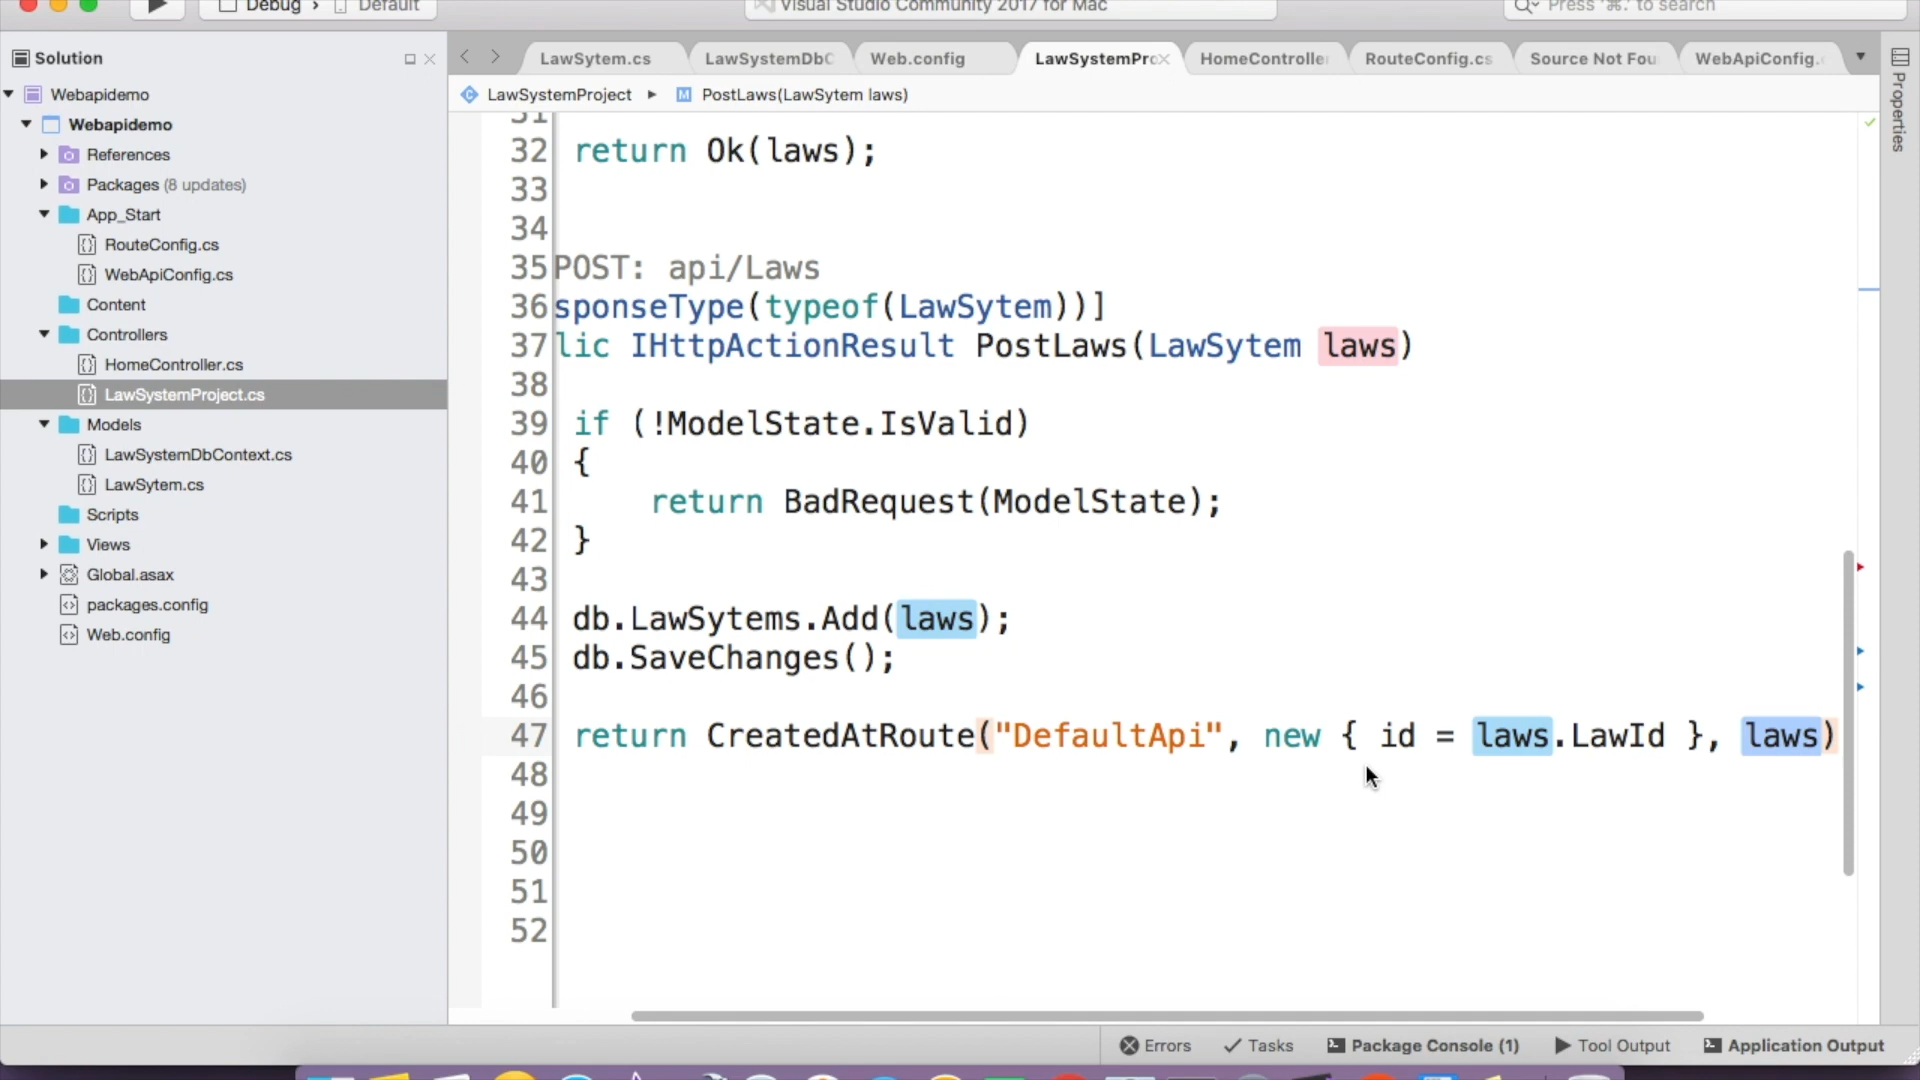 Debug › Default
Visual Studio Community 2017 for Mac
Press '⌘.' to search
Solution
LawSytem.cs
LawSystemDbC
Web.config
LawSystemPro
HomeController
RouteConfig.cs
Source Not Fou
WebApiConfig.
Properties
LawSystemProject
PostLaws(LawSytem laws)
Webapidemo
Webapidemo
References
Packages (8 updates)
App_Start
RouteConfig.cs
WebApiConfig.cs
Content
Controllers
HomeController.cs
LawSystemProject.cs
Models
LawSystemDbContext.cs
LawSytem.cs
Scripts
Views
Global.asax
packages.config
Web.config
31
32 return Ok(laws);
33
34
35 POST: api/Laws
36 sponseType(typeof(LawSytem))]
37 lic IHttpActionResult PostLaws(LawSytem laws)
38
39 if (!ModelState.IsValid)
40 {
41 return BadRequest(ModelState);
42 }
43
44 db.LawSytems.Add(laws);
45 db.SaveChanges();
46
47 return CreatedAtRoute("DefaultApi", new { id = laws.LawId }, laws)
48
49
50
51
52
Errors
Tasks
Package Console (1)
Tool Output
Application Output